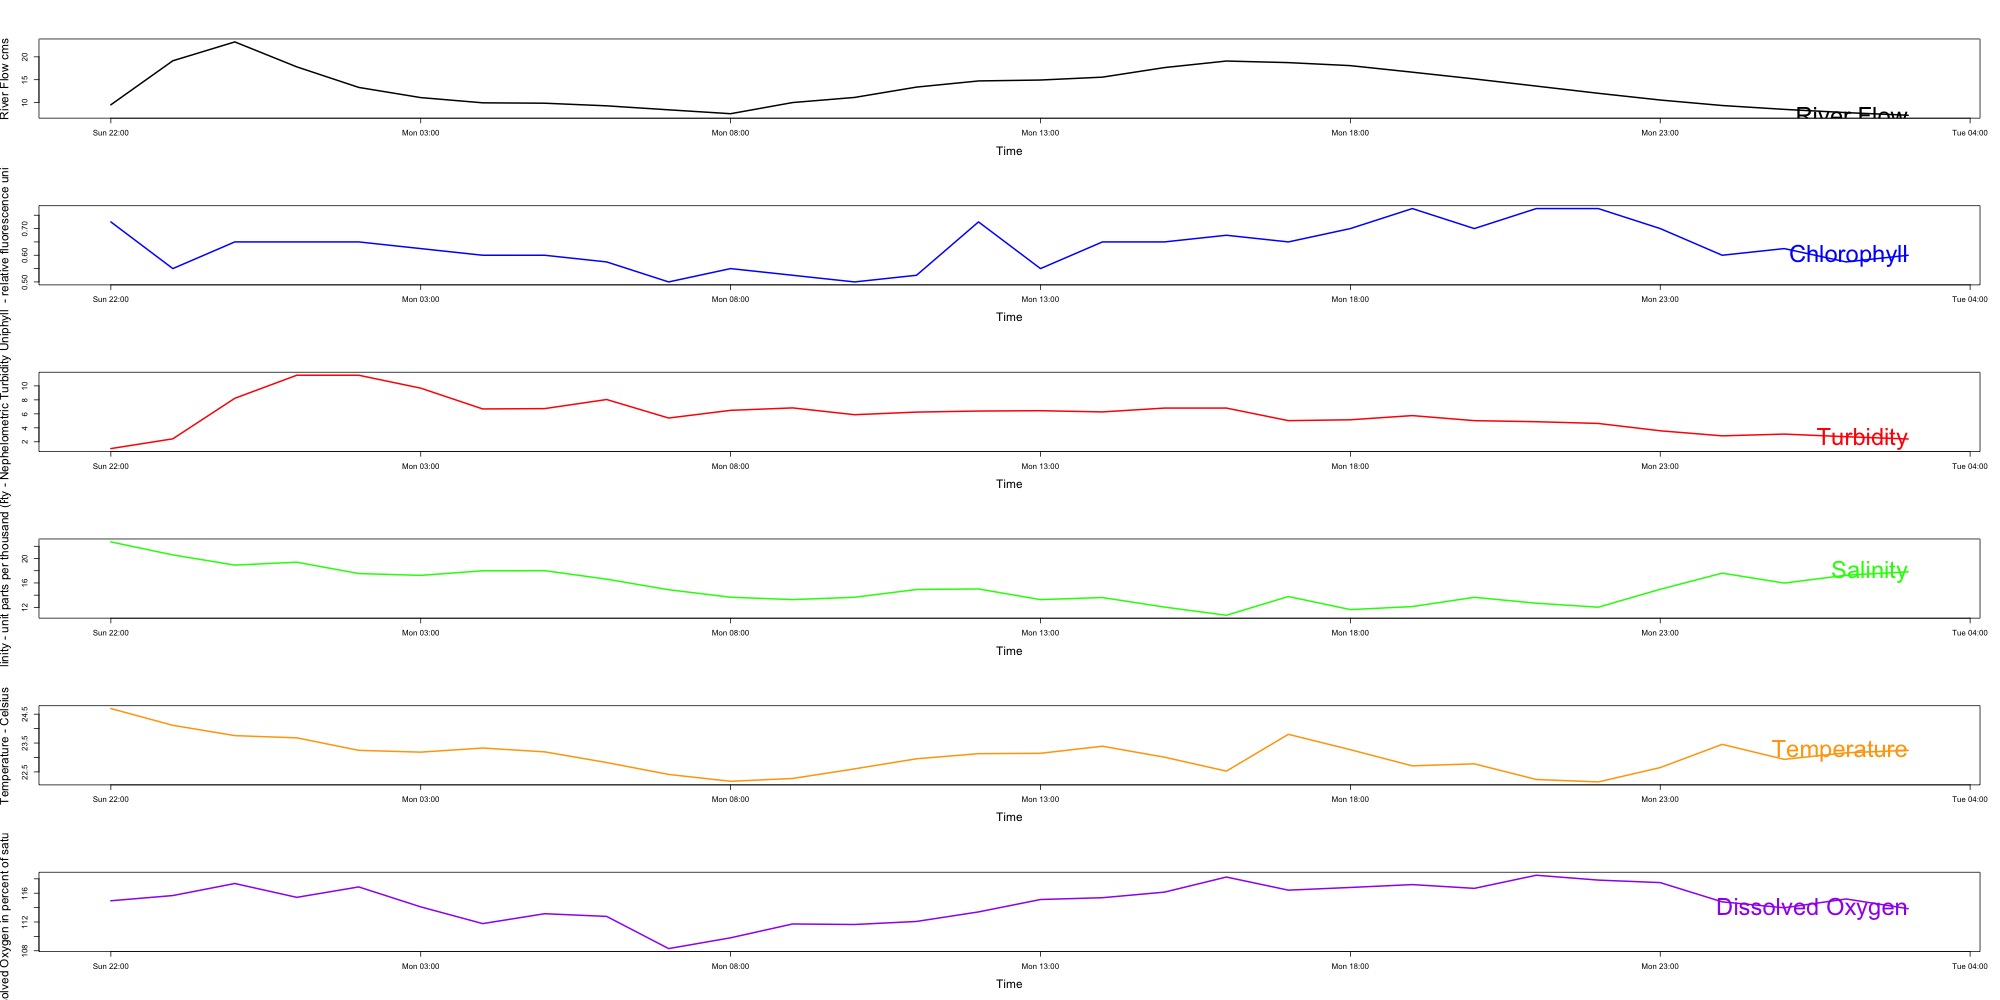 River Flow cms
20
15
10
River Flow
Sun 22:00 Mon 03:00 Mon 08:00 Mon 13:00 Mon 18:00 Mon 23:00 Tue 04:00
Time
phyll - relative fluorescence uni
0.70
0.60
0.50
Chlorophyll
Sun 22:00 Mon 03:00 Mon 08:00 Mon 13:00 Mon 18:00 Mon 23:00 Tue 04:00
Time
ty - Nephelometric Turbidity Uni
10
8
6
4
2
Turbidity
Sun 22:00 Mon 03:00 Mon 08:00 Mon 13:00 Mon 18:00 Mon 23:00 Tue 04:00
Time
linity - unit parts per thousand (
20
16
12
Salinity
Sun 22:00 Mon 03:00 Mon 08:00 Mon 13:00 Mon 18:00 Mon 23:00 Tue 04:00
Time
Temperature - Celsius
24.5
23.5
22.5
Temperature
Sun 22:00 Mon 03:00 Mon 08:00 Mon 13:00 Mon 18:00 Mon 23:00 Tue 04:00
Time
olved Oxygen in percent of satu
116
112
108
Dissolved Oxygen
Sun 22:00 Mon 03:00 Mon 08:00 Mon 13:00 Mon 18:00 Mon 23:00 Tue 04:00
Time